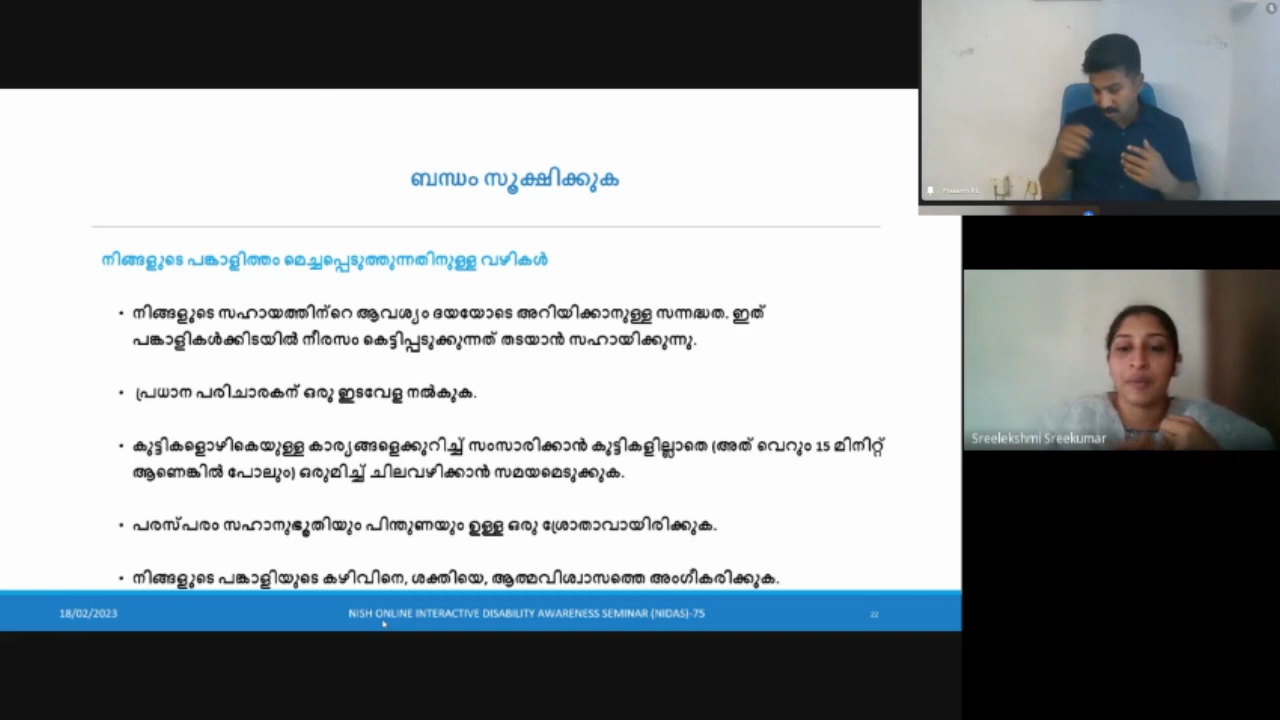 ബന്ധം സൂക്ഷിക്കുക
നിങ്ങളുടെ പങ്കാളിത്തം മെച്ചപ്പെടുത്തുന്നതിനുള്ള വഴികൾ
• നിങ്ങളുടെ സഹായത്തിന്റെ ആവശ്യം ദയയോടെ അറിയിക്കാനുള്ള സന്നദ്ധത. ഇത്
പങ്കാളികൾക്കിടയിൽ നീരസം കെട്ടിപ്പടുക്കുന്നത് തടയാൻ സഹായിക്കുന്നു.
• പ്രധാന പരിചാരകന് ഒരു ഇടവേള നൽകുക.
• കുട്ടികളൊഴികെയുള്ള കാര്യങ്ങളെക്കുറിച്ച് സംസാരിക്കാൻ കുട്ടികളില്ലാതെ (അത് വെറും 15 മിനിറ്റ്
ആണെങ്കിൽ പോലും) ഒരുമിച്ച് ചിലവഴിക്കാൻ സമയമെടുക്കുക.
• പരസ്പരം സഹാനുഭൂതിയും പിന്തുണയും ഉള്ള ഒരു ശ്രോതാവായിരിക്കുക.
• നിങ്ങളുടെ പങ്കാളിയുടെ കഴിവിനെ, ശക്തിയെ, ആത്മവിശ്വാസത്തെ അംഗീകരിക്കുക.
18/02/2023 NISH ONLINE INTERACTIVE DISABILITY AWARENESS SEMINAR (NIDAS)-75 22
Sreelekshmi Sreekumar